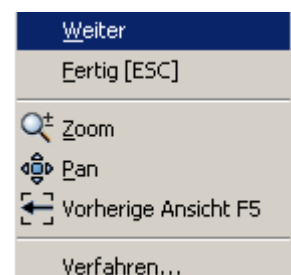 Weiter
Fertig [ESC]
Zoom
Pan
Vorherige Ansicht F5
Verfahren...